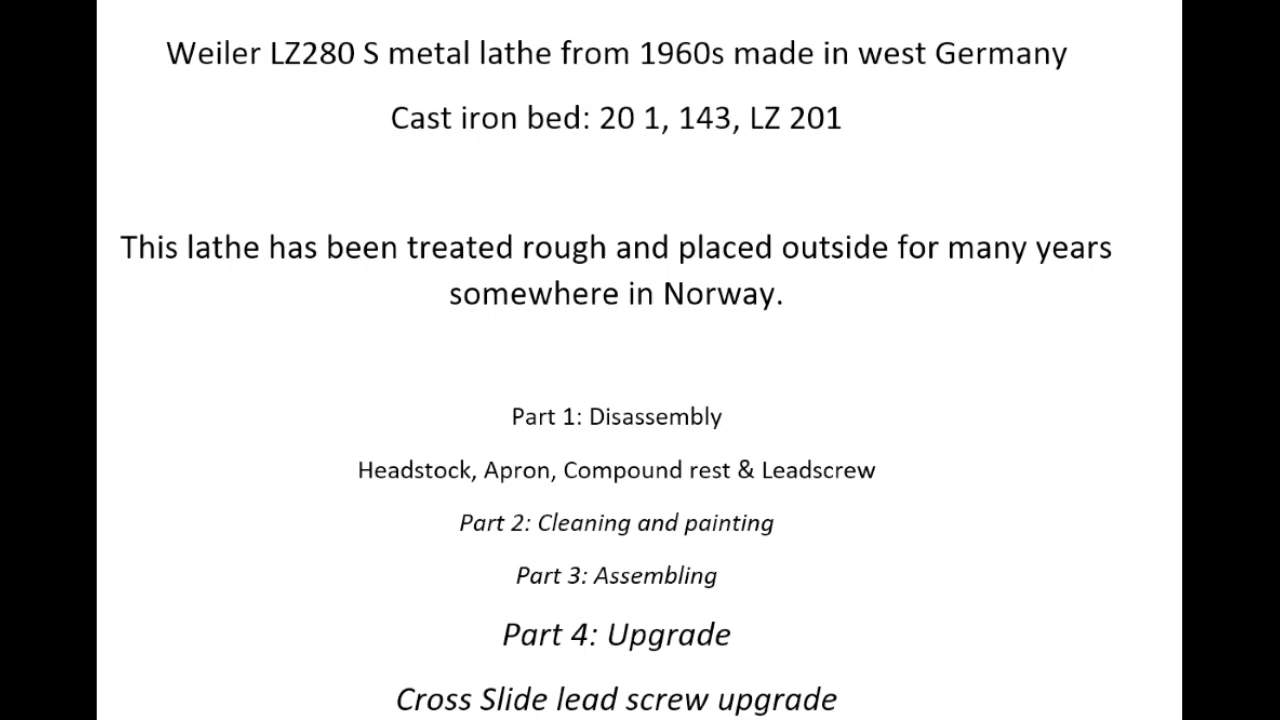 Weiler LZ280 S metal lathe from 1960s made in west Germany
Cast iron bed: 20 1, 143, LZ 201
This lathe has been treated rough and placed outside for many years
somewhere in Norway.
Part 1: Disassembly
Headstock, Apron, Compound rest & Leadscrew
Part 2: Cleaning and painting
Part 3: Assembling
Part 4: Upgrade
Cross Slide lead screw upgrade